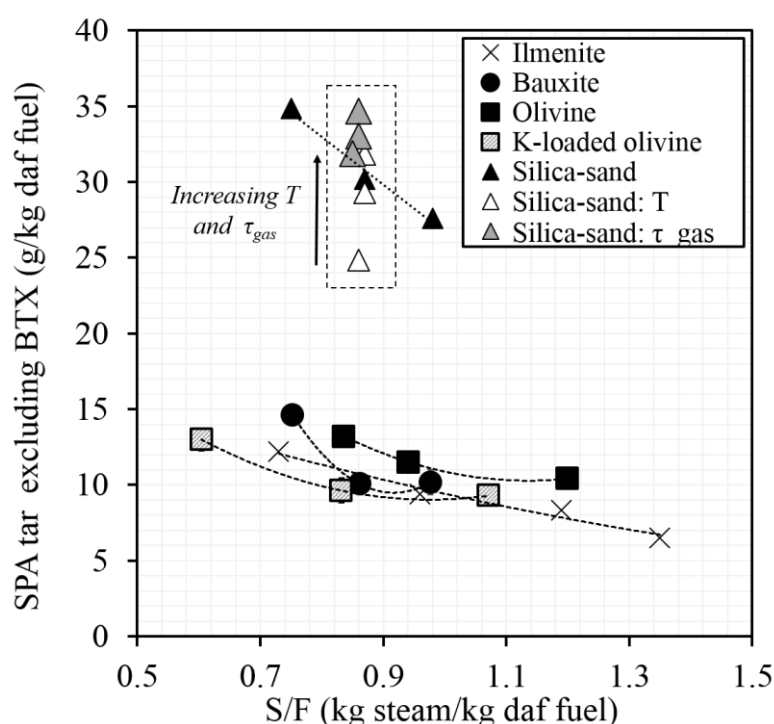 SPA tar excluding BTX (g/kg daf fuel)
40
35
30
25
20
15
10
5
0
Increasing T
and τgas
Ilmenite
Bauxite
Olivine
K-loaded olivine
Silica-sand
Silica-sand: T
Silica-sand: τ_gas
0.5 0.7 0.9 1.1 1.3 1.5
S/F (kg steam/kg daf fuel)